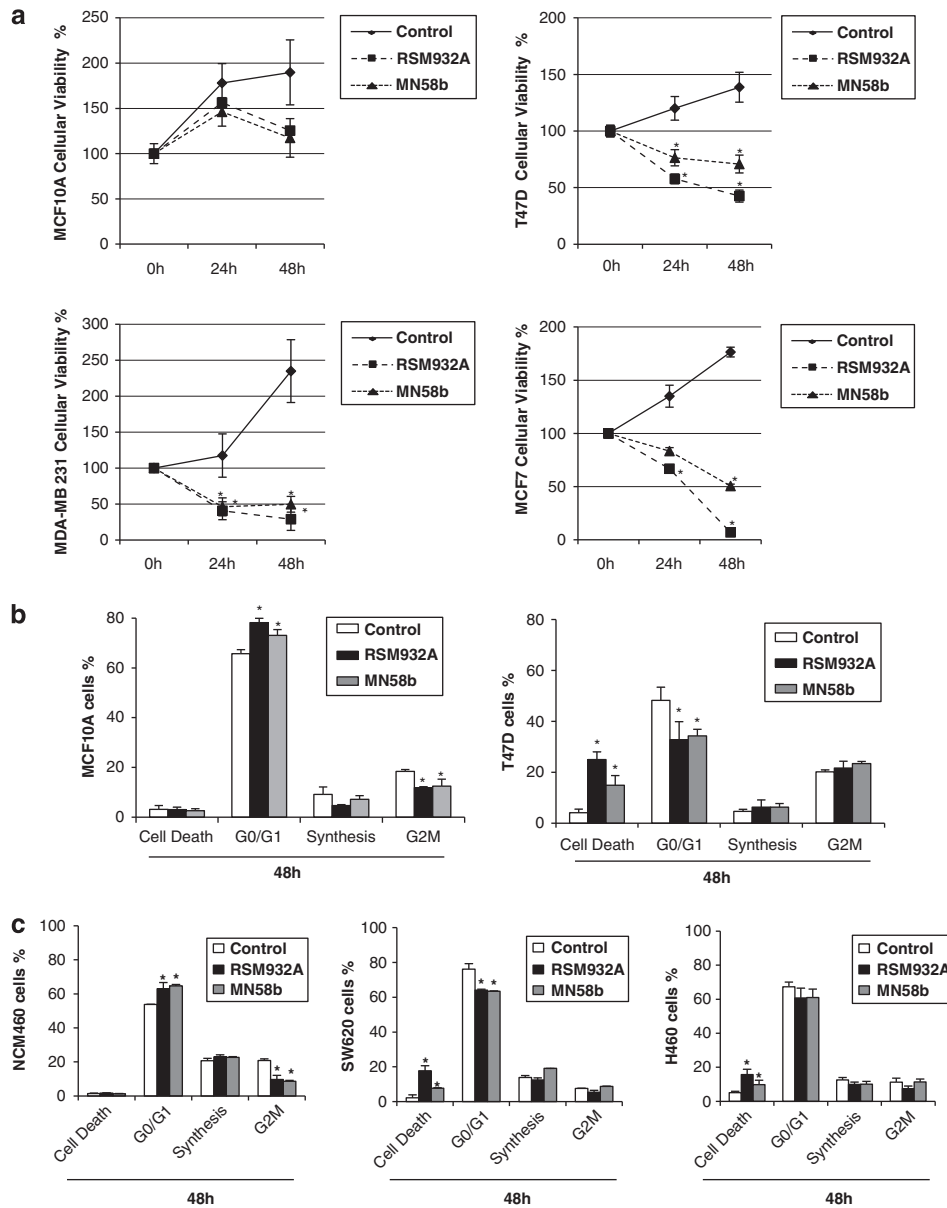 a
MCF10A Cellular Viability %
250
200
150
100
50
0
0h 24h 48h
Control
RSM932A
MN58b
T47D Cellular Viability %
200
150
100
50
0
0h 24h 48h
Control
RSM932A
MN58b
MDA-MB 231 Cellular Viability %
300
250
200
150
100
50
0
* * * *
0h 24h 48h
Control
RSM932A
MN58b
MCF7 Cellular Viability %
200
150
100
50
0
* * *
0h 24h 48h
Control
RSM932A
MN58b
b
MCF10A cells %
80
60
40
20
0
* * * *
Cell Death G0/G1 Synthesis G2M
48h
Control
RSM932A
MN58b
T47D cells %
80
60
40
20
0
* * * *
Cell Death G0/G1 Synthesis G2M
48h
Control
RSM932A
MN58b
c
NCM460 cells %
100
80
60
40
20
0
* * * *
Cell Death G0/G1 Synthesis G2M
48h
Control
RSM932A
MN58b
SW620 cells %
100
80
60
40
20
0
* * * *
Cell Death G0/G1 Synthesis G2M
48h
Control
RSM932A
MN58b
H460 cells %
100
80
60
40
20
0
* *
Cell Death G0/G1 Synthesis G2M
48h
Control
RSM932A
MN58b